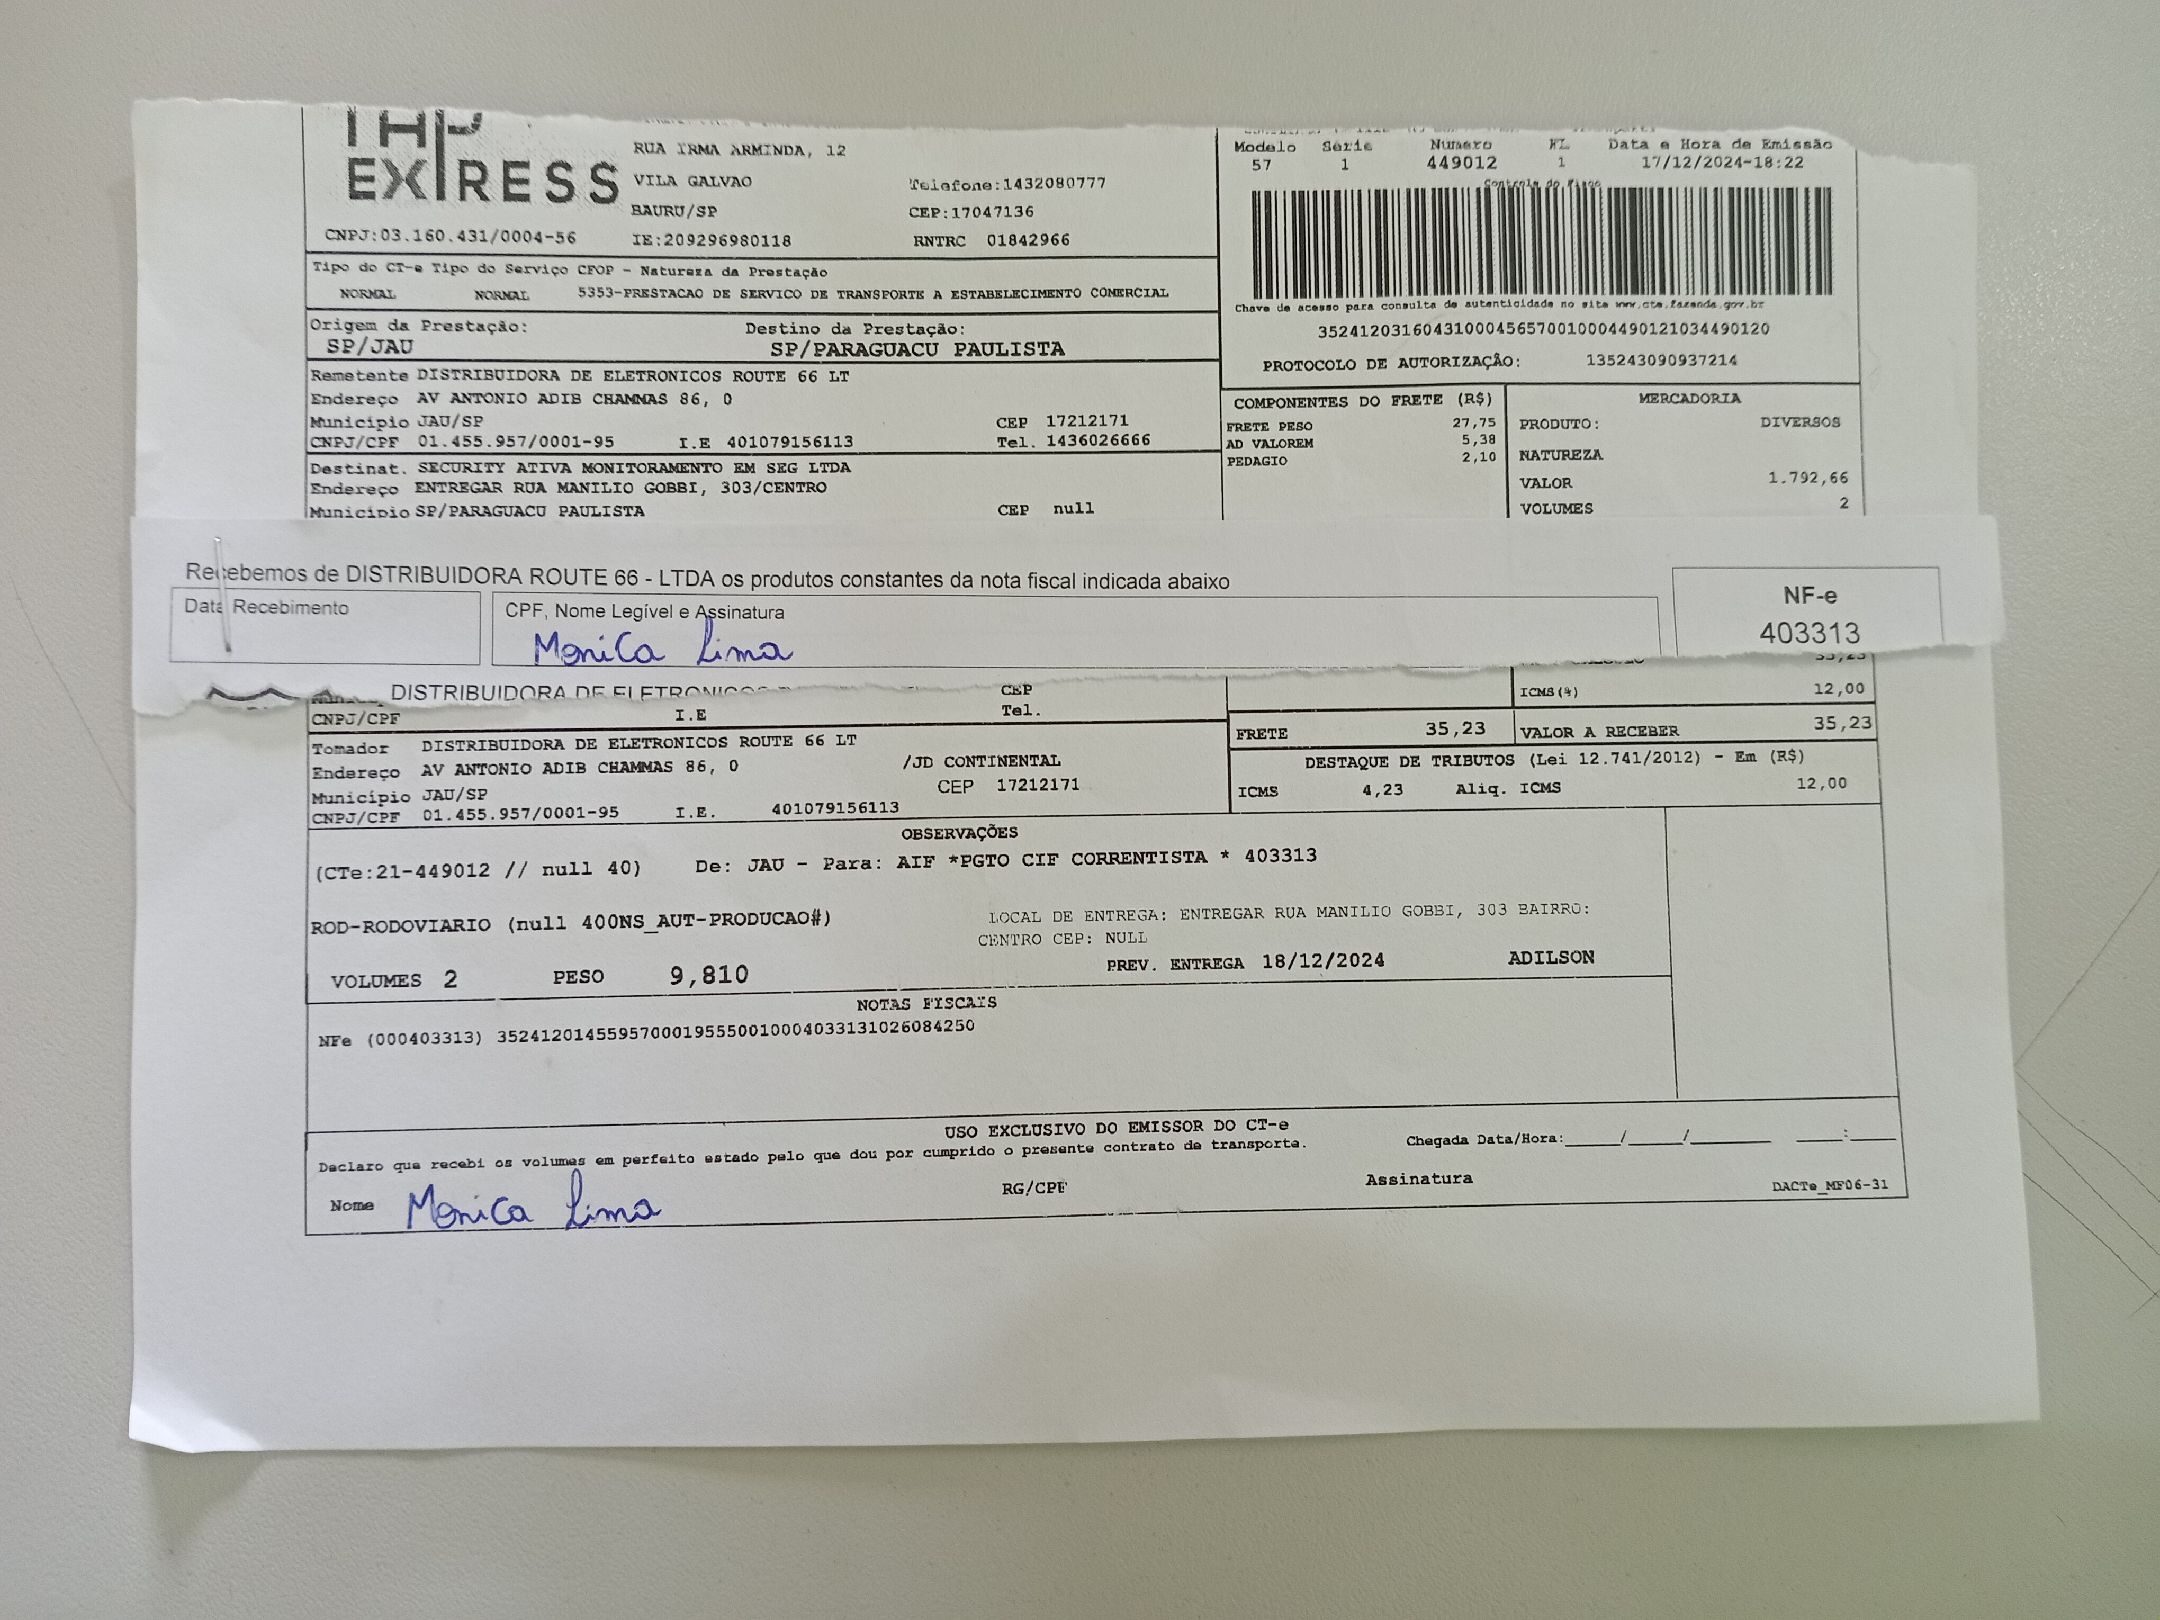 EXPRESS
RUA IRMA ARMINDA, 12
VILA GALVAO
Telefone:1432080777
BAURU/SP
CEP:17047136
CNPJ:03.160.431/0004-56
IE:209296980118
RNTRC 01842966
Modelo Serie Numero FL Data e Hora de Emissão
57 1 449012 1 17/12/2024-18:22
Controle do Fisco
Chave de acesso para consulta de autenticidade no site www.cte.fazenda.gov.br
35241203160431000456570010004490121034490120
PROTOCOLO DE AUTORIZAÇÃO: 135243090937214
Tipo do CT-e Tipo do Serviço CFOP - Natureza da Prestação
NORMAL NORMAL 5353-PRESTACAO DE SERVICO DE TRANSPORTE A ESTABELECIMENTO COMERCIAL
Origem da Prestação: Destino da Prestação:
SP/JAU SP/PARAGUACU PAULISTA
Remetente DISTRIBUIDORA DE ELETRONICOS ROUTE 66 LT
Endereço AV ANTONIO ADIB CHAMMAS 86, 0
Município JAU/SP CEP 17212171
CNPJ/CPF 01.455.957/0001-95 I.E 401079156113 Tel. 1436026666
Destinat. SECURITY ATIVA MONITORAMENTO EM SEG LTDA
Endereço ENTREGAR RUA MANILIO GOBBI, 303/CENTRO
Município SP/PARAGUACU PAULISTA CEP null
COMPONENTES DO FRETE (R$)
FRETE PESO 27,75
AD VALOREM 5,38
PEDAGIO 2,10
MERCADORIA
PRODUTO: DIVERSOS
NATUREZA
VALOR 1.792,66
VOLUMES 2
Recebemos de DISTRIBUIDORA ROUTE 66 - LTDA os produtos constantes da nota fiscal indicada abaixo
Data Recebimento
CPF, Nome Legível e Assinatura
Monica Lima
NF-e
403313
DISTRIBUIDORA DE ELETRONICOS
CEP
CNPJ/CPF I.E Tel.
35,23
ICMS(%) 12,00
FRETE 35,23 VALOR A RECEBER 35,23
Tomador DISTRIBUIDORA DE ELETRONICOS ROUTE 66 LT
Endereço AV ANTONIO ADIB CHAMMAS 86, 0 /JD CONTINENTAL
Município JAU/SP CEP 17212171
CNPJ/CPF 01.455.957/0001-95 I.E. 401079156113
DESTAQUE DE TRIBUTOS (Lei 12.741/2012) - Em (R$)
ICMS 4,23 Aliq. ICMS 12,00
OBSERVAÇÕES
(CTe:21-449012 // null 40) De: JAU - Para: AIF *PGTO CIF CORRENTISTA * 403313
ROD-RODOVIARIO (null 400NS_AUT-PRODUCAO#)
LOCAL DE ENTREGA: ENTREGAR RUA MANILIO GOBBI, 303 BAIRRO:
CENTRO CEP: NULL
PREV. ENTREGA 18/12/2024 ADILSON
VOLUMES 2 PESO 9,810
NOTAS FISCAIS
NFe (000403313) 35241201455957000195550010004033131026084250
USO EXCLUSIVO DO EMISSOR DO CT-e
Declaro que recebi os volumes em perfeito estado pelo que dou por cumprido o presente contrato de transporte.
Chegada Data/Hora:____/____/______ ____:____
Nome Monica Lima RG/CPF Assinatura
DACTe_MF06-31